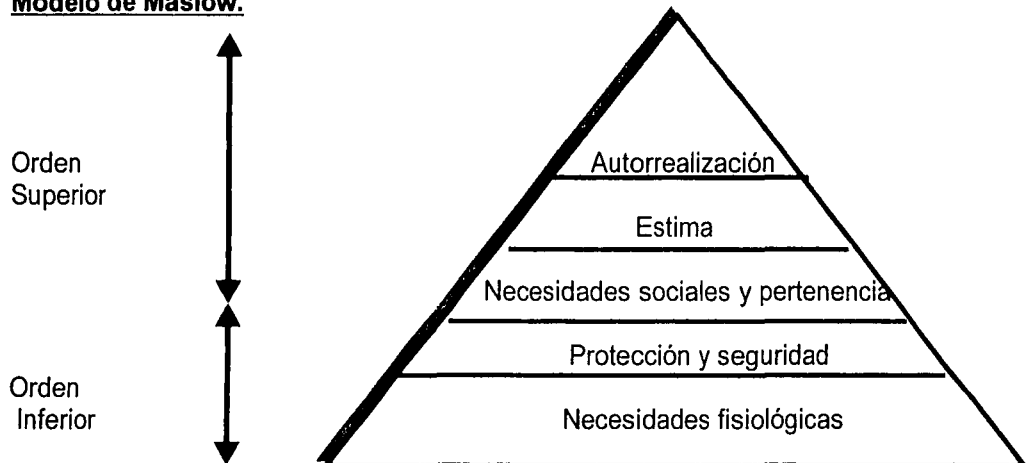 Modelo de Maslow.
Orden
Superior
Autorrealización
Estima
Necesidades sociales y pertenencia
Protección y seguridad
Orden
Inferior
Necesidades fisiológicas